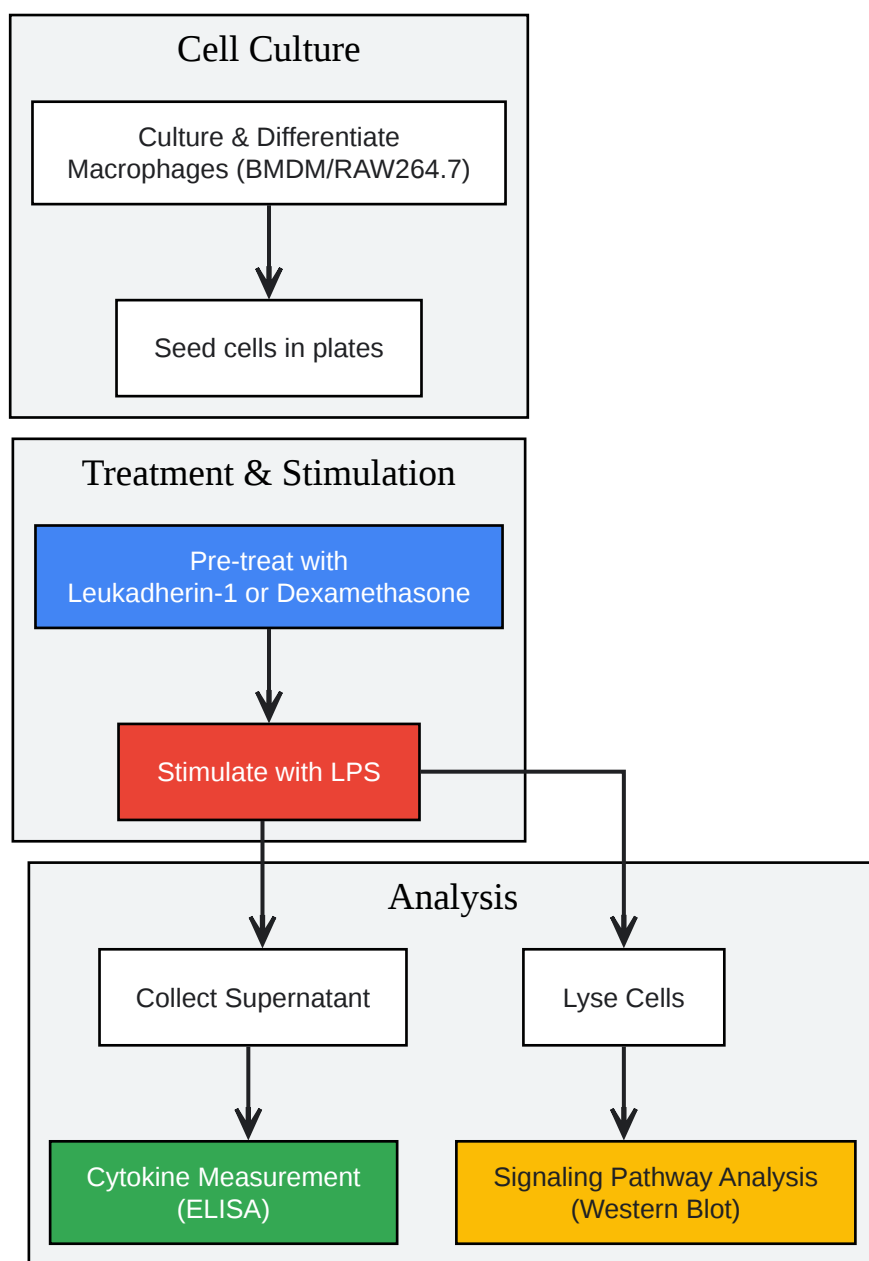 Cell Culture
Culture & Differentiate
Macrophages (BMDM/RAW264.7)
Seed cells in plates
Treatment & Stimulation
Pre-treat with
Leukadherin-1 or Dexamethasone
Stimulate with LPS
Analysis
Collect Supernatant
Lyse Cells
Cytokine Measurement
(ELISA)
Signaling Pathway Analysis
(Western Blot)